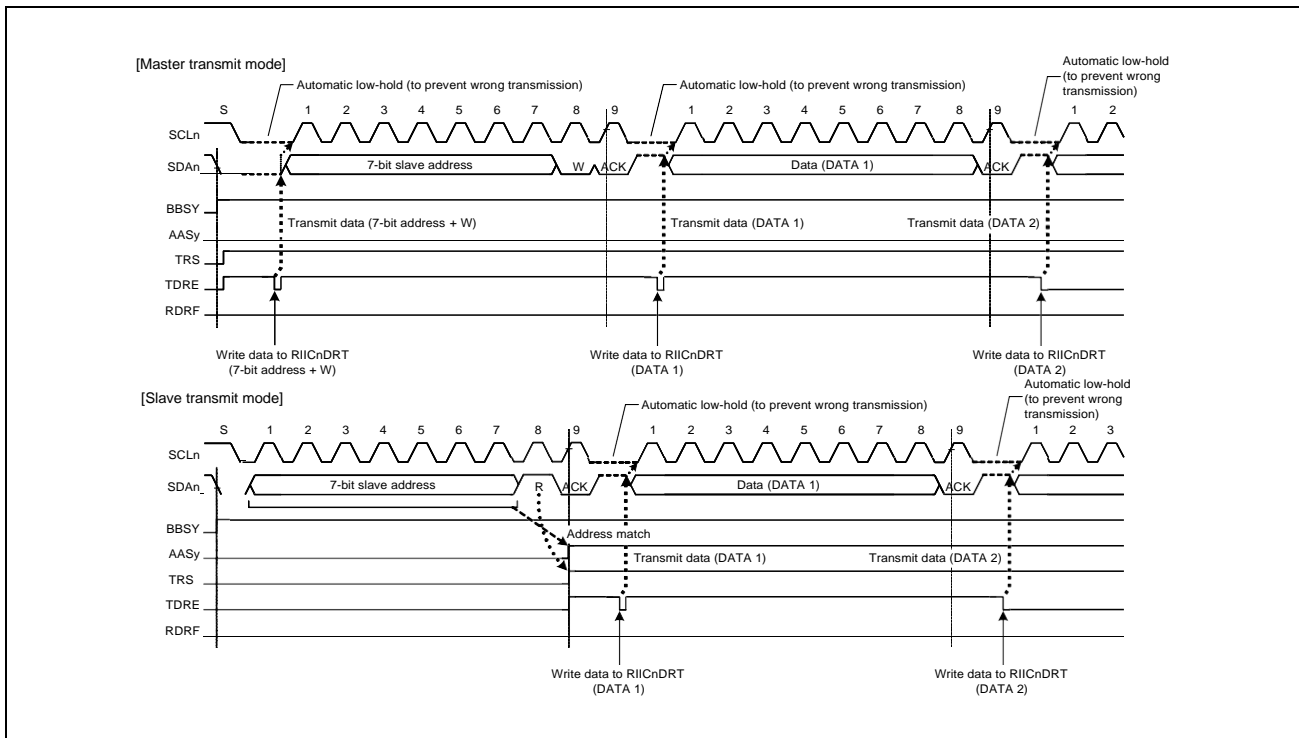 [Master transmit mode]
Automatic low-hold (to prevent wrong transmission)
Automatic low-hold (to prevent wrong transmission)
Automatic low-hold
(to prevent wrong
transmission)
S 1 2 3 4 5 6 7 8 9 1 2 3 4 5 6 7 8 9 1 2
SCLn
SDAn 7-bit slave address W ACK Data (DATA 1) ACK
BBSY
Transmit data (7-bit address + W) Transmit data (DATA 1) Transmit data (DATA 2)
AASy
TRS
TDRE
RDRF
Write data to RIICnDRT
(7-bit address + W)
Write data to RIICnDRT
(DATA 1)
Write data to RIICnDRT
(DATA 2)
[Slave transmit mode]
Automatic low-hold (to prevent wrong transmission)
Automatic low-hold
(to prevent wrong
transmission)
S 1 2 3 4 5 6 7 8 9 1 2 3 4 5 6 7 8 9 1 2 3
SCLn
SDAn 7-bit slave address R ACK Data (DATA 1) ACK
BBSY
Address match
AASy
Transmit data (DATA 1) Transmit data (DATA 2)
TRS
TDRE
RDRF
Write data to RIICnDRT
(DATA 1)
Write data to RIICnDRT
(DATA 2)